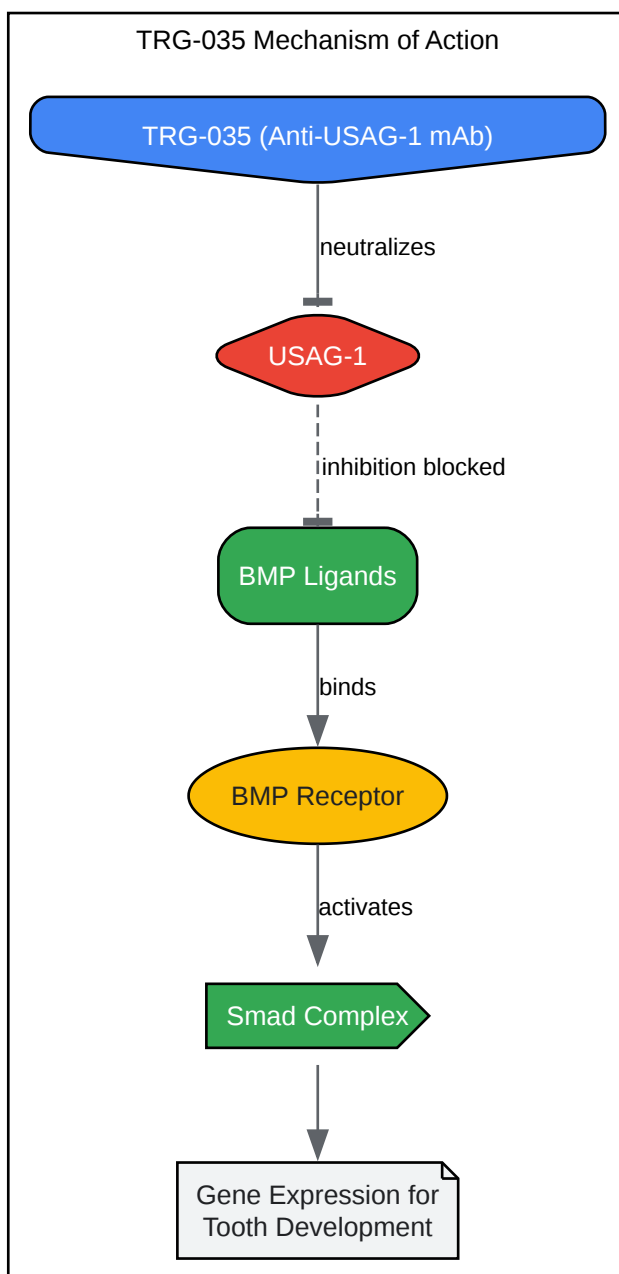 TRG-035 Mechanism of Action
TRG-035 (Anti-USAG-1 mAb)
neutralizes
USAG-1
inhibition blocked
BMP Ligands
binds
BMP Receptor
activates
Smad Complex
Gene Expression for
Tooth Development